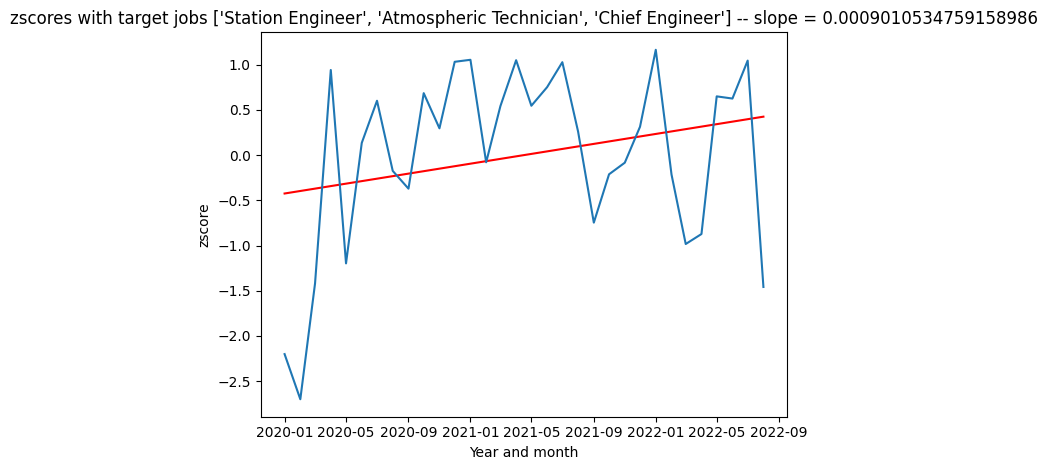 zscores with target jobs ['Station Engineer', 'Atmospheric Technician', 'Chief Engineer'] -- slope = 0.0009010534759158986
1.0
0.5
0.0
−0.5
−1.0
−1.5
−2.0
−2.5
zscore
2020-01 2020-05 2020-09 2021-01 2021-05 2021-09 2022-01 2022-05 2022-09
Year and month